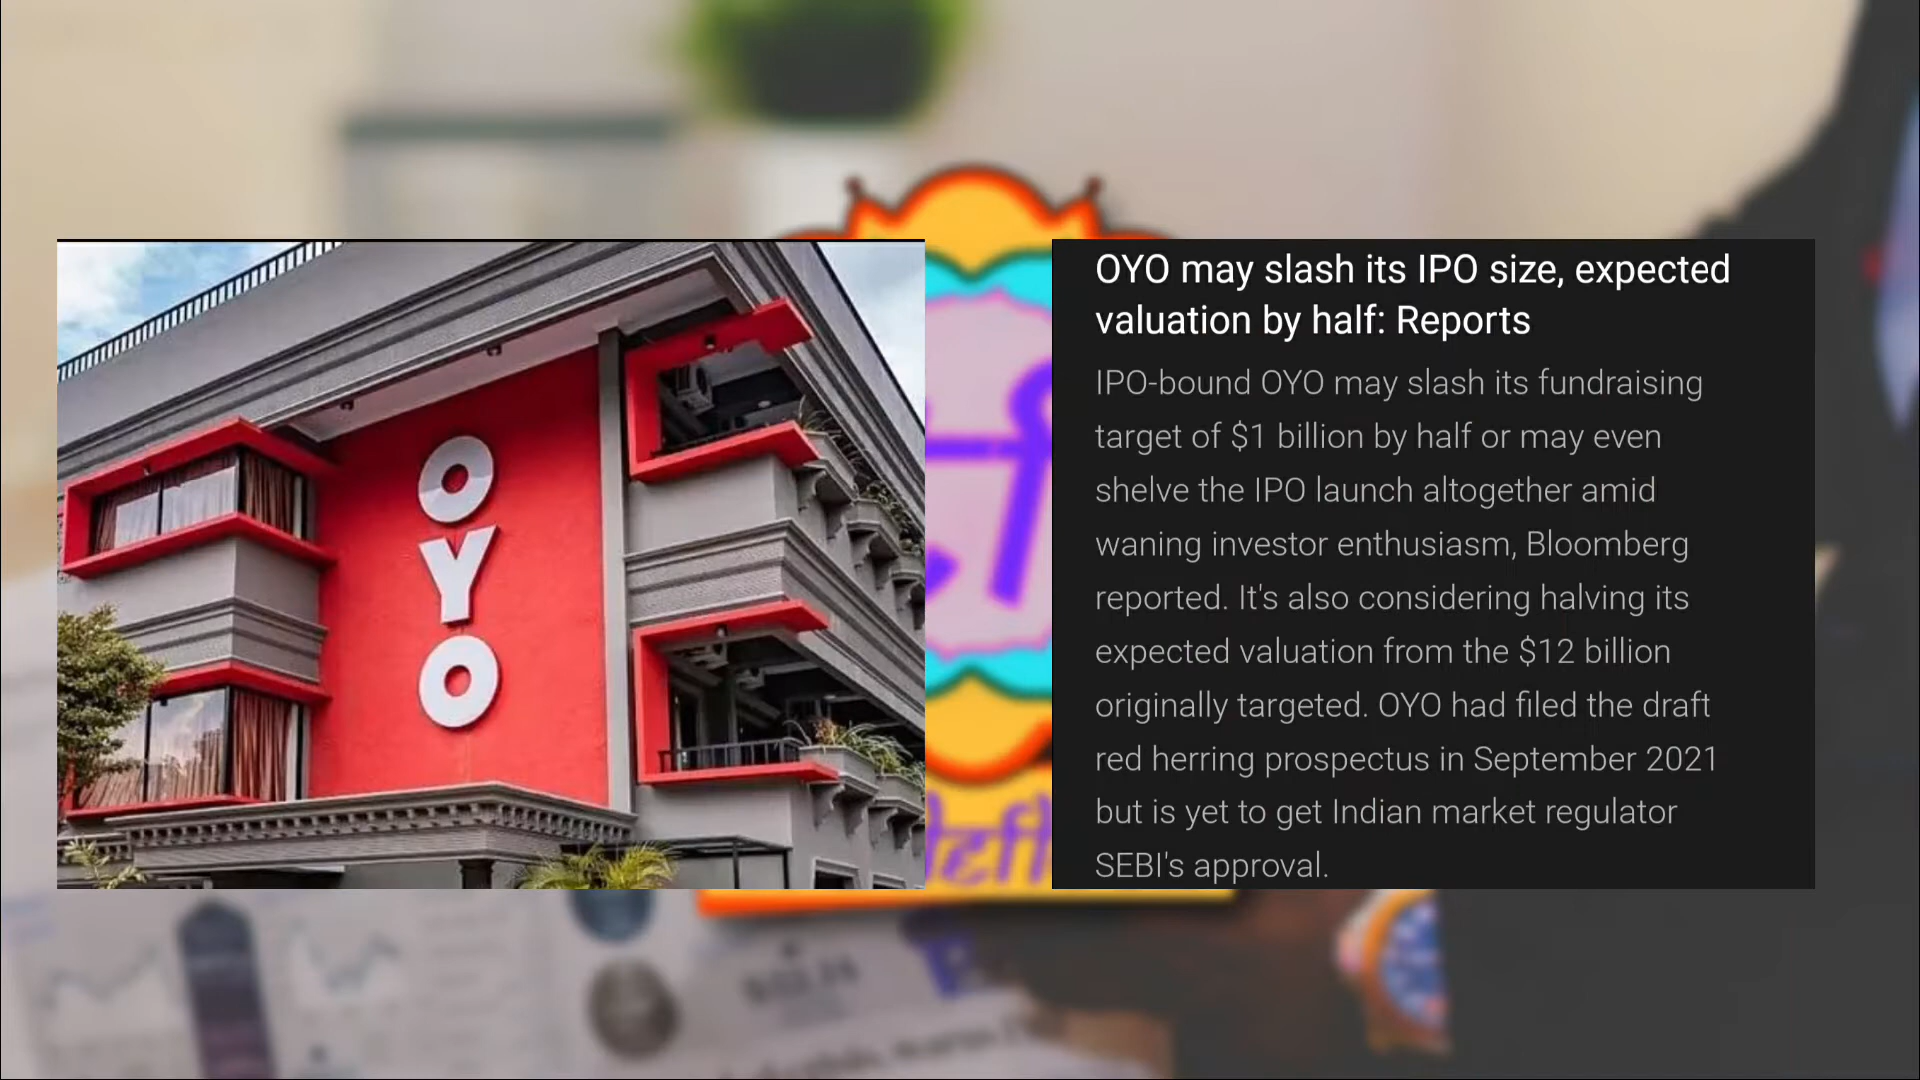 OYO
OYO may slash its IPO size, expected
valuation by half: Reports
IPO-bound OYO may slash its fundraising
target of $1 billion by half or may even
shelve the IPO launch altogether amid
waning investor enthusiasm, Bloomberg
reported. It's also considering halving its
expected valuation from the $12 billion
originally targeted. OYO had filed the draft
red herring prospectus in September 2021
but is yet to get Indian market regulator
SEBI's approval.